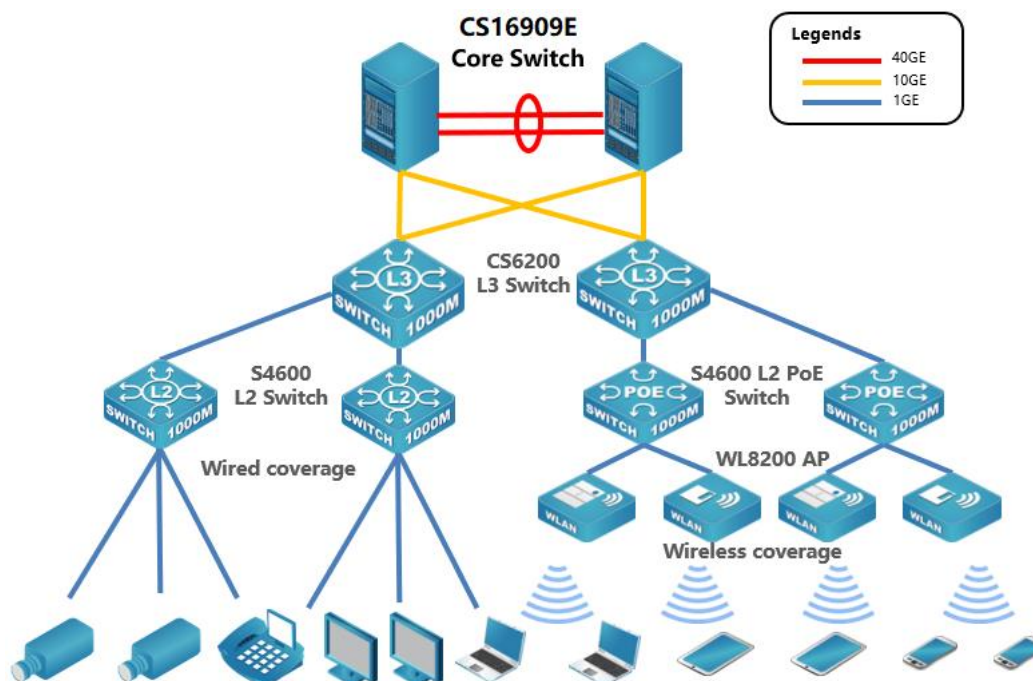 CS16909E
Core Switch
Legends
40GE
10GE
1GE
CS6200
L3 Switch
L3
SWITCH 1000M
L3
SWITCH 1000M
S4600
L2 Switch
S4600 L2 PoE
Switch
L2
SWITCH 1000M
L2
SWITCH 1000M
POE
SWITCH 1000M
POE
SWITCH 1000M
Wired coverage
WL8200 AP
WLAN
WLAN
WLAN
WLAN
Wireless coverage